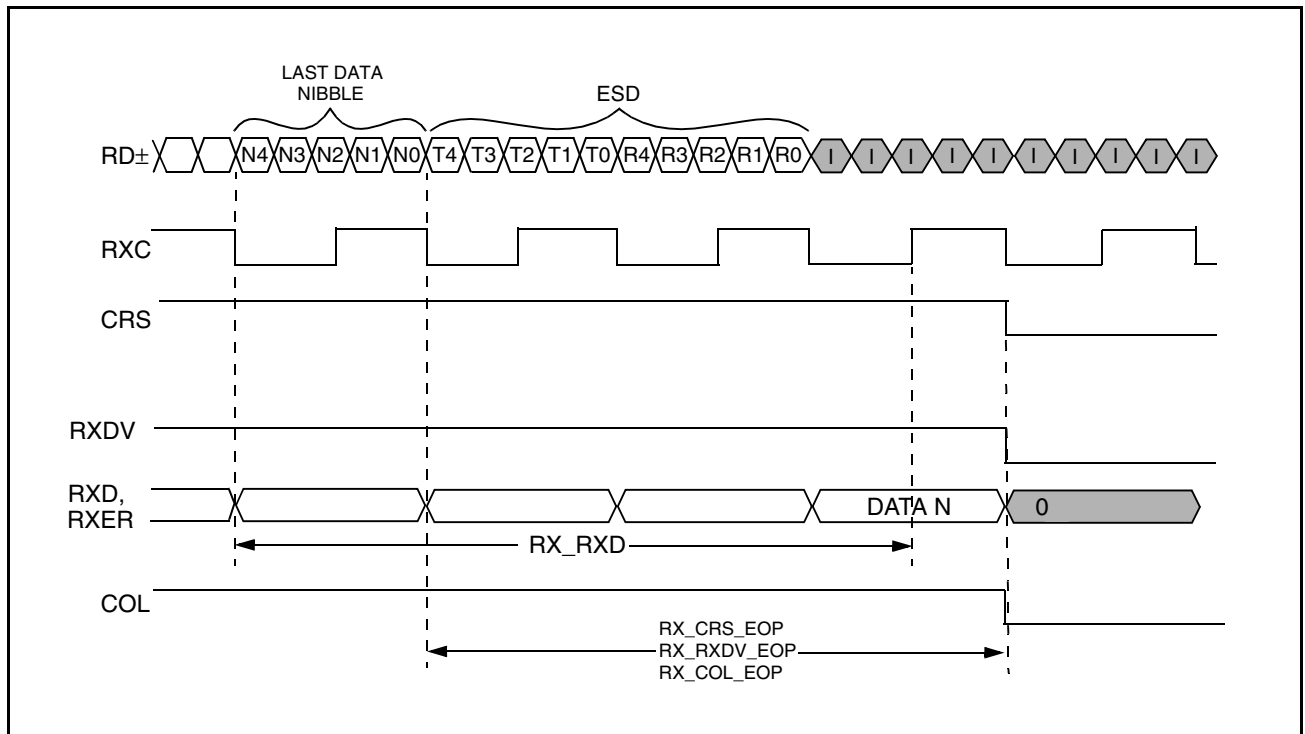 LAST DATA
NIBBLE
ESD
RD± N4 N3 N2 N1 N0 T4 T3 T2 T1 T0 R4 R3 R2 R1 R0 I I I I I I I I I I
RXC
CRS
RXDV
RXD,
RXER
DATA N
0
RX_RXD
COL
RX_CRS_EOP
RX_RXDV_EOP
RX_COL_EOP